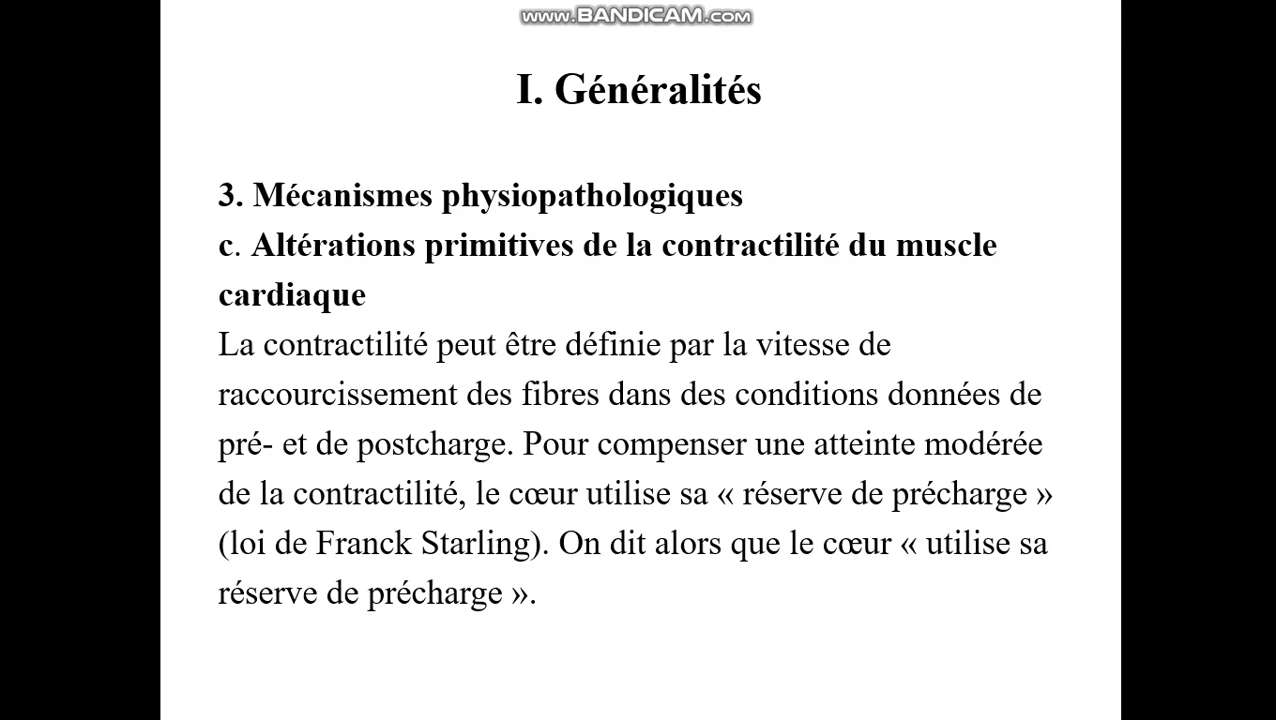 www.BANDICAM.com
I. Généralités
3. Mécanismes physiopathologiques
c. Altérations primitives de la contractilité du muscle
cardiaque
La contractilité peut être définie par la vitesse de
raccourcissement des fibres dans des conditions données de
pré- et de postcharge. Pour compenser une atteinte modérée
de la contractilité, le cœur utilise sa « réserve de précharge »
(loi de Franck Starling). On dit alors que le cœur « utilise sa
réserve de précharge ».